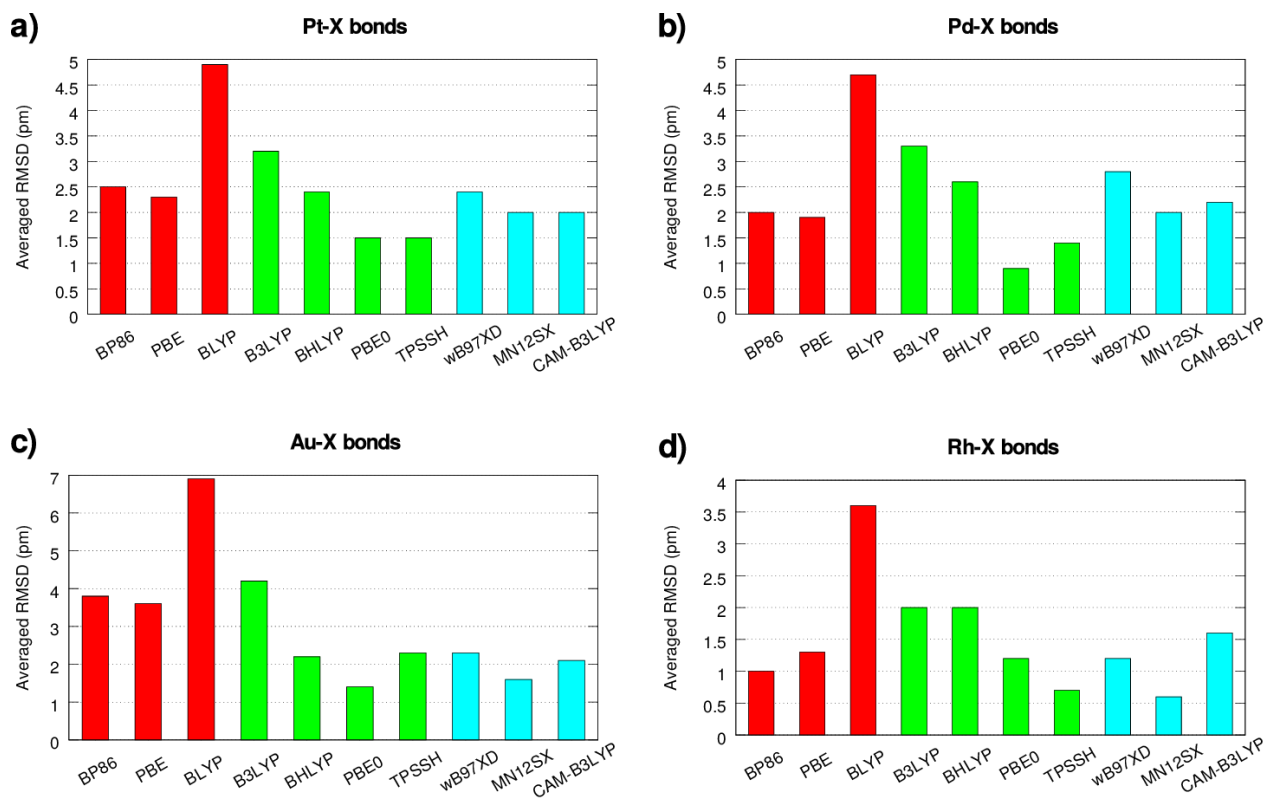 a)
Pt-X bonds
Averaged RMSD (pm)
5
4.5
4
3.5
3
2.5
2
1.5
1
0.5
0
BP86
PBE
BLYP
B3LYP
BHLYP
PBE0
TPSSH
wB97XD
MN12SX
CAM-B3LYP
b)
Pd-X bonds
Averaged RMSD (pm)
5
4.5
4
3.5
3
2.5
2
1.5
1
0.5
0
BP86
PBE
BLYP
B3LYP
BHLYP
PBE0
TPSSH
wB97XD
MN12SX
CAM-B3LYP
c)
Au-X bonds
Averaged RMSD (pm)
7
6
5
4
3
2
1
0
BP86
PBE
BLYP
B3LYP
BHLYP
PBE0
TPSSH
wB97XD
MN12SX
CAM-B3LYP
d)
Rh-X bonds
Averaged RMSD (pm)
4
3.5
3
2.5
2
1.5
1
0.5
0
BP86
PBE
BLYP
B3LYP
BHLYP
PBE0
TPSSH
wB97XD
MN12SX
CAM-B3LYP